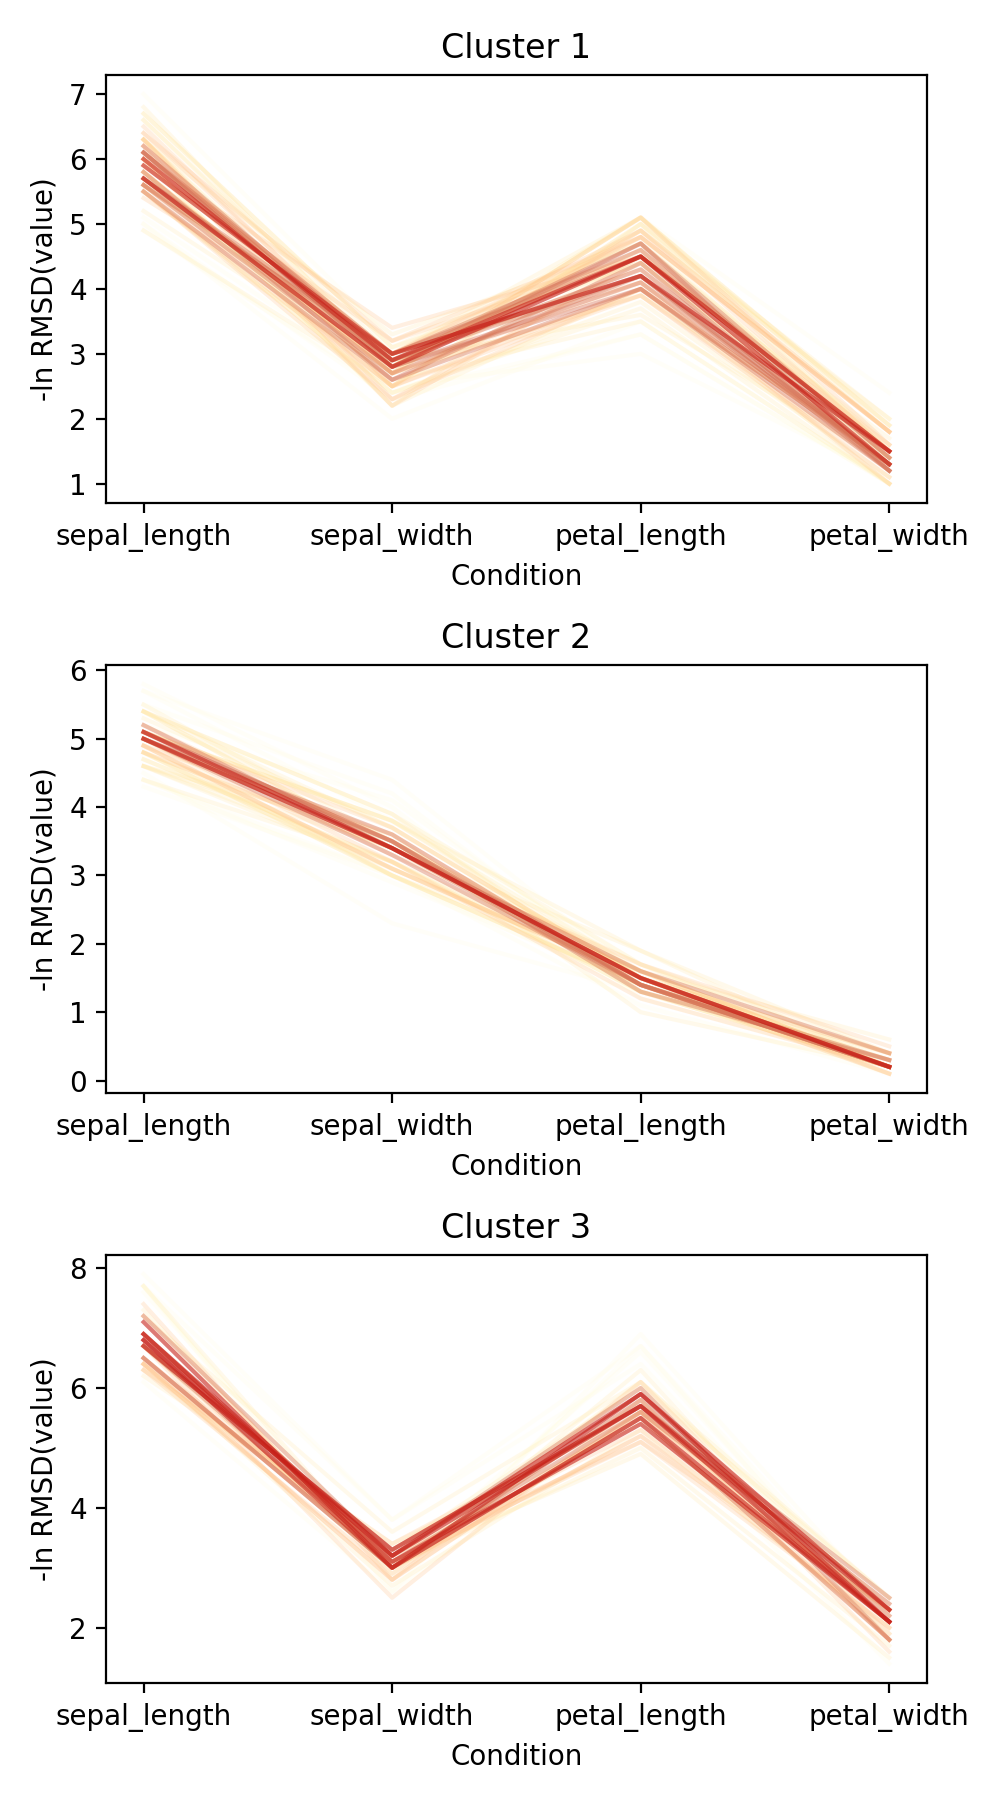 Cluster 1
7
6
5
4
3
2
1
-ln RMSD(value)
sepal_length sepal_width petal_length petal_width
Condition
Cluster 2
6
5
4
3
2
1
0
-ln RMSD(value)
sepal_length sepal_width petal_length petal_width
Condition
Cluster 3
8
6
4
2
-ln RMSD(value)
sepal_length sepal_width petal_length petal_width
Condition